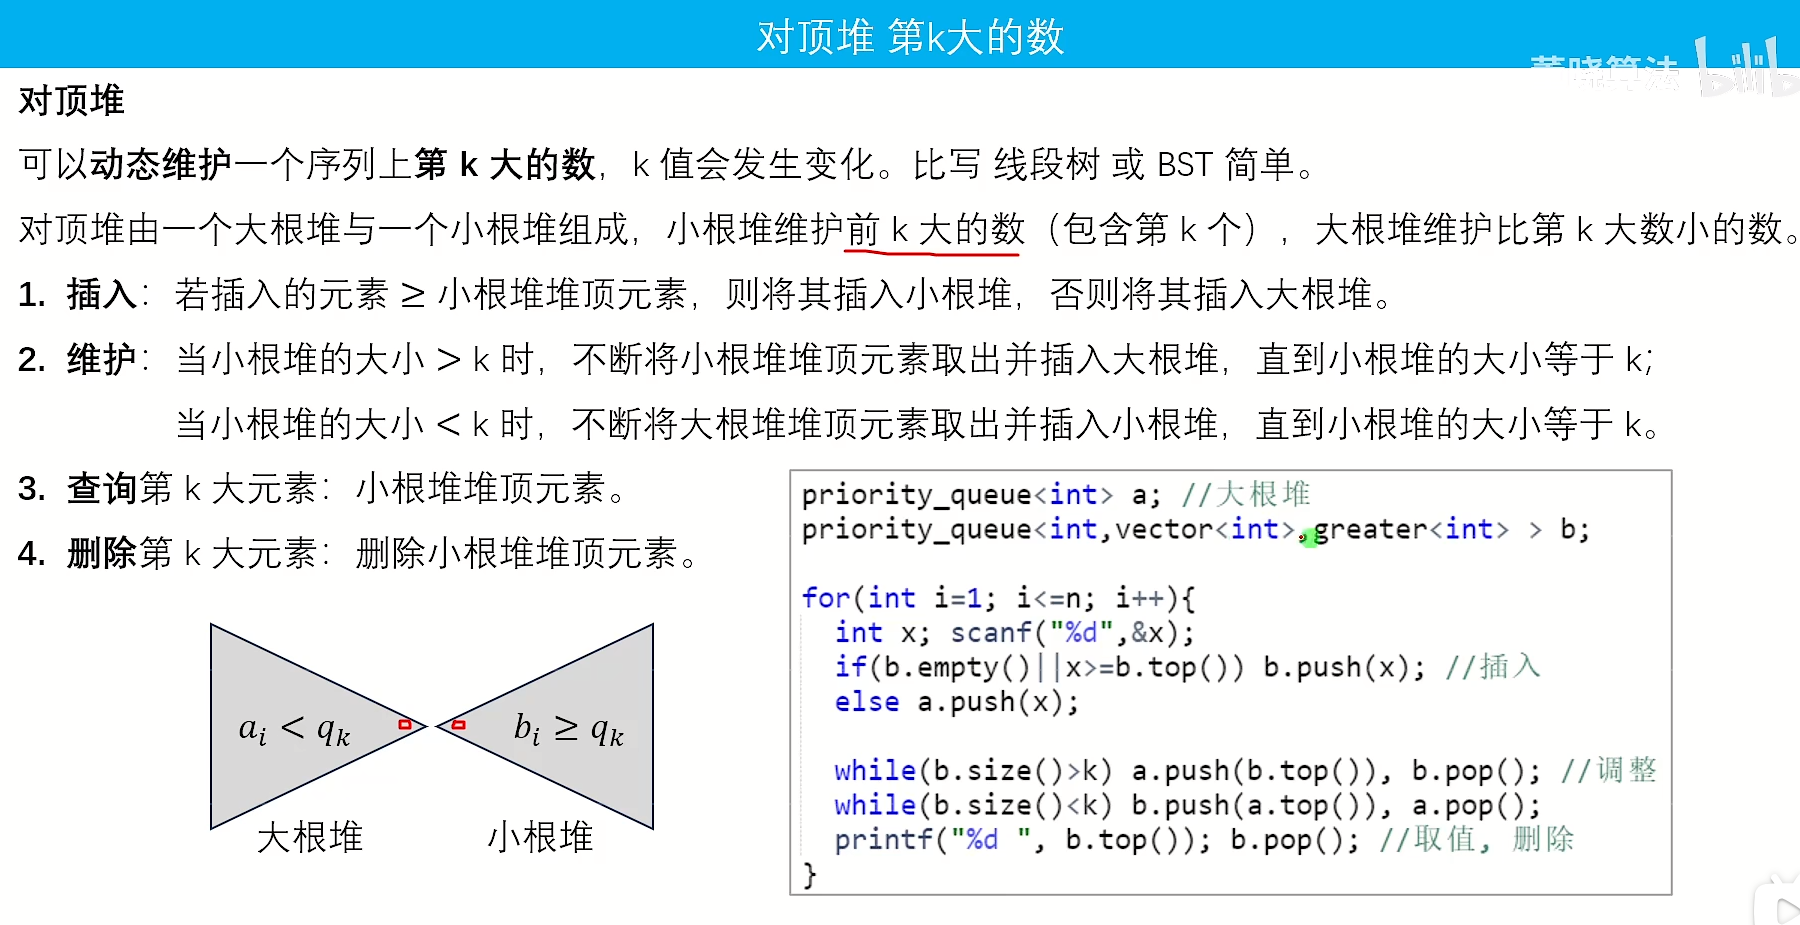 对顶堆 第k大的数
董晓算法 bilib
对顶堆
可以动态维护一个序列上第 k 大的数，k 值会发生变化。比写 线段树 或 BST 简单。
对顶堆由一个大根堆与一个小根堆组成，小根堆维护前 k 大的数（包含第 k 个），大根堆维护比第 k 大数小的数。
1. 插入：若插入的元素 ≥ 小根堆堆顶元素，则将其插入小根堆，否则将其插入大根堆。
2. 维护：当小根堆的大小 > k 时，不断将小根堆堆顶元素取出并插入大根堆，直到小根堆的大小等于 k；
当小根堆的大小 < k 时，不断将大根堆堆顶元素取出并插入小根堆，直到小根堆的大小等于 k。
3. 查询第 k 大元素：小根堆堆顶元素。
4. 删除第 k 大元素：删除小根堆堆顶元素。
aᵢ < qₖ
bᵢ ≥ qₖ
大根堆
小根堆
priority_queue<int> a; //大根堆
priority_queue<int,vector<int>,greater<int> > b;
for(int i=1; i<=n; i++){
int x; scanf("%d",&x);
if(b.empty()||x>=b.top()) b.push(x); //插入
else a.push(x);
while(b.size()>k) a.push(b.top()), b.pop(); //调整
while(b.size()<k) b.push(a.top()), a.pop();
printf("%d ", b.top()); b.pop(); //取值, 删除
}